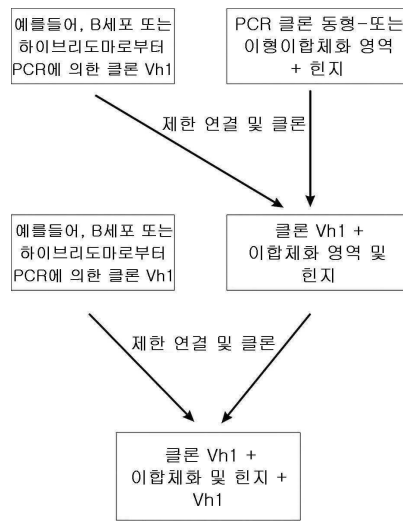 예를들어, B세포 또는
하이브리도마로부터
PCR에 의한 클론 Vh1
PCR 클론 동형-또는
이형이합체화 영역
+ 힌지
제한 연결 및 클론
예를들어, B세포 또는
하이브리도마로부터
PCR에 의한 클론 Vh1
클론 Vh1 +
이합체화 영역 및
힌지
제한 연결 및 클론
클론 Vh1 +
이합체화 및 힌지 +
Vh1